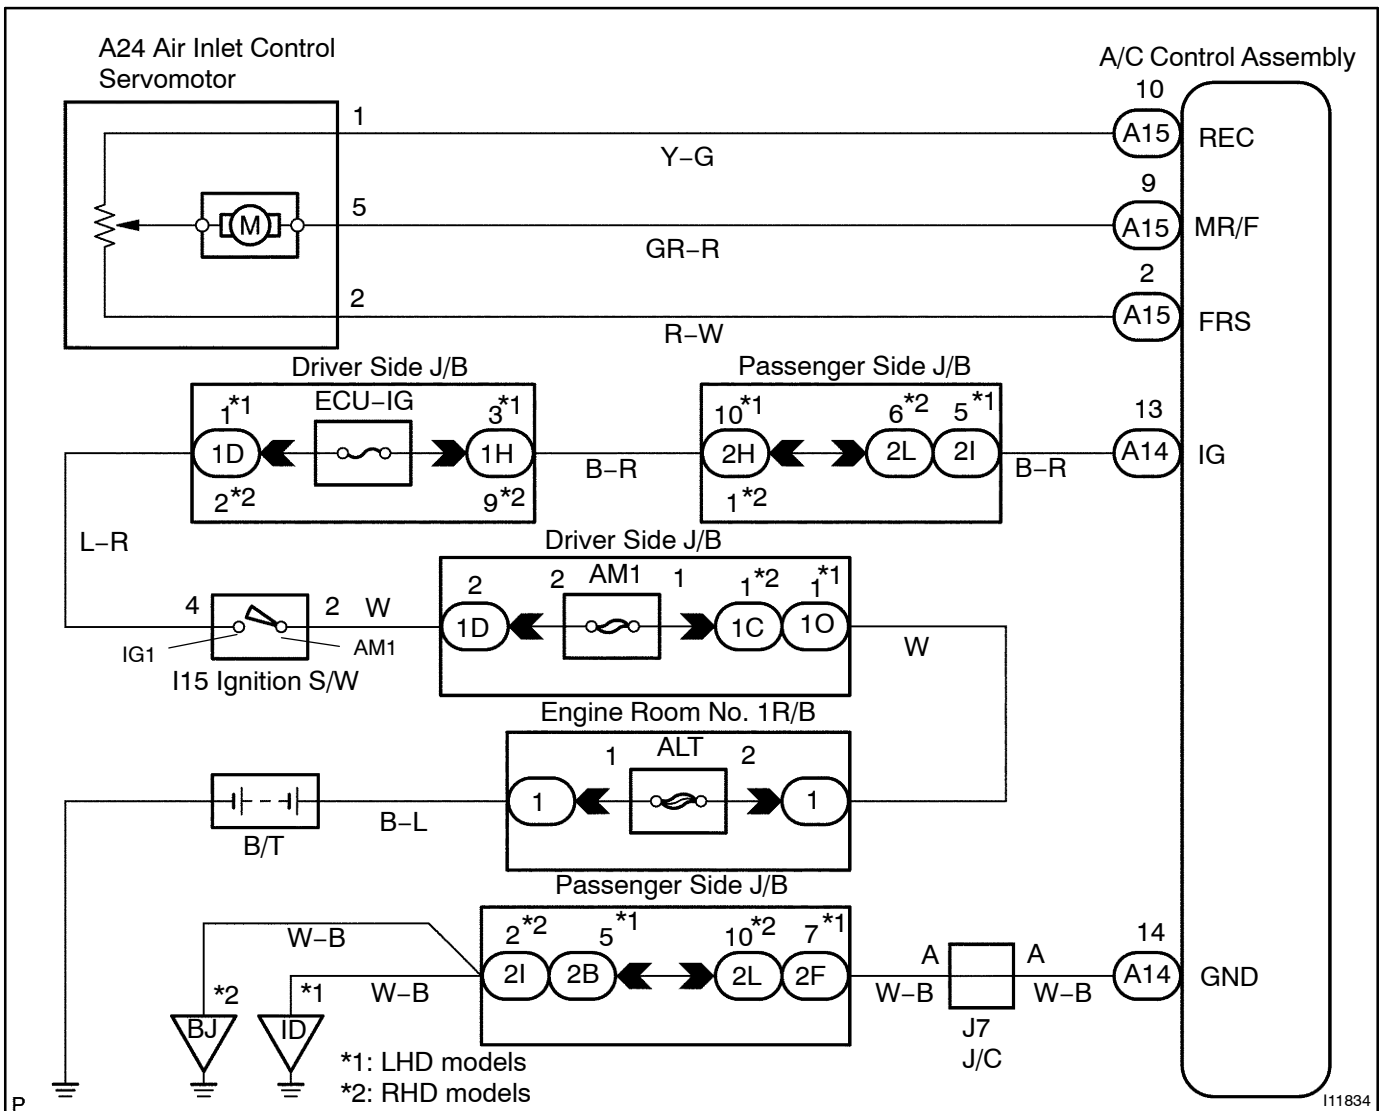 A24 Air Inlet Control
Servomotor
A/C Control Assembly
1
Y–G
10
A15
REC
M
5
GR–R
9
A15
MR/F
2
R–W
2
A15
FRS
Driver Side J/B
Passenger Side J/B
1*1
ECU–IG
3*1
10*1
6*2
5*1
13
1D
1H
B–R
2H
2L
2I
B–R
A14
IG
2*2
9*2
1*2
L–R
Driver Side J/B
4
2
W
2
2
AM1
1
1*2
1*1
1D
1C
1O
W
IG1
AM1
I15 Ignition S/W
Engine Room No. 1R/B
1
ALT
2
B–L
1
1
B/T
Passenger Side J/B
W–B
2*2
5*1
10*2
7*1
A
A
14
2I
2B
2L
2F
W–B
W–B
A14
GND
*2
*1
W–B
BJ
ID
J7
J/C
*1: LHD models
*2: RHD models
P
I11834